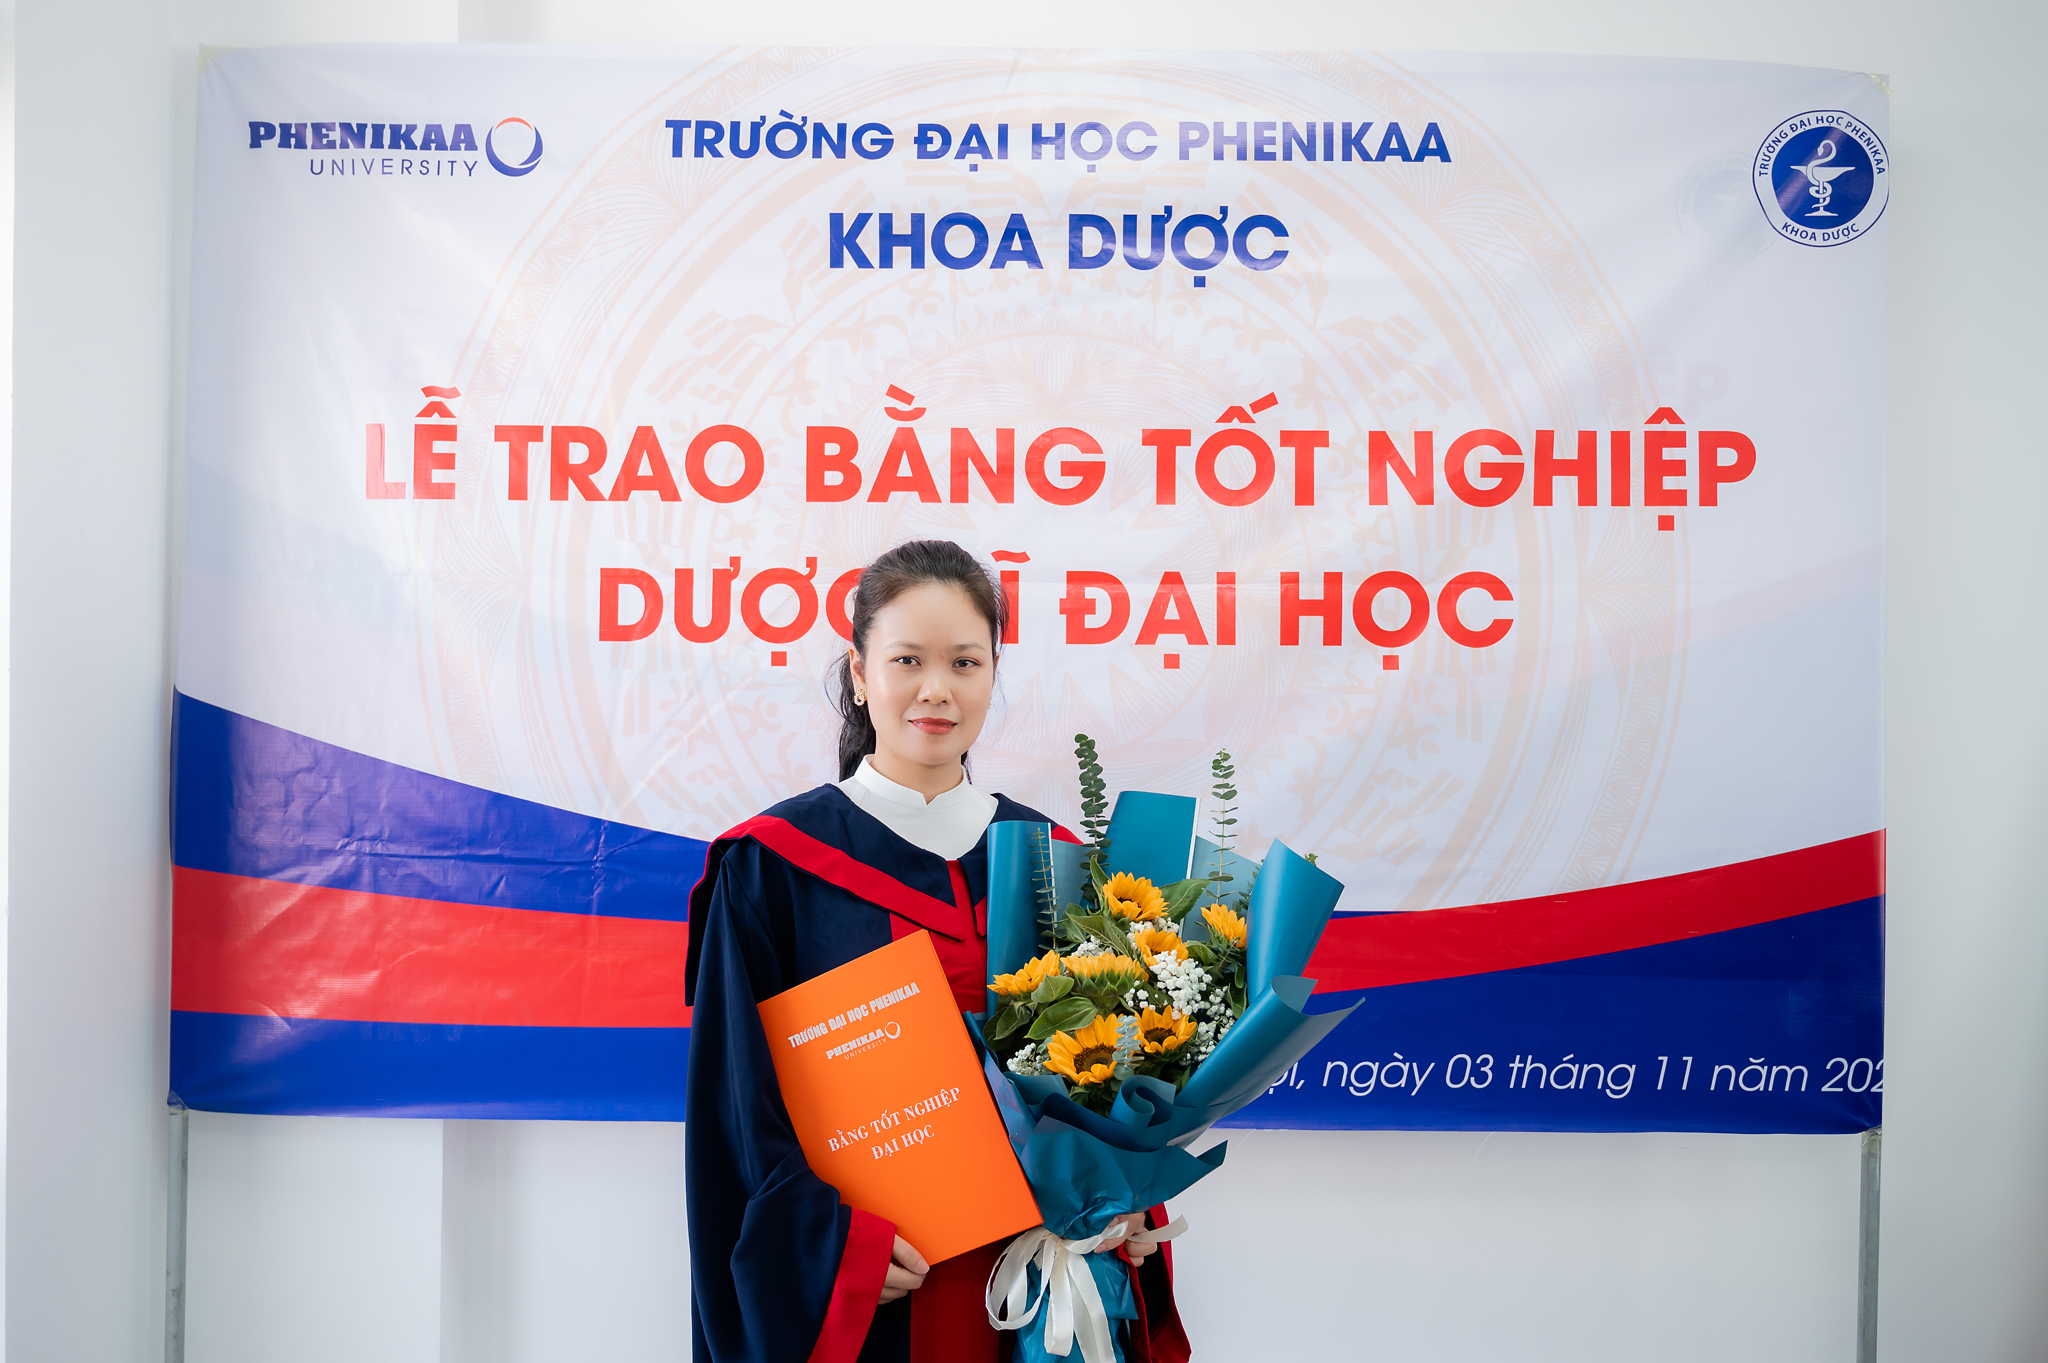 PHENIKAA
UNIVERSITY
TRƯỜNG ĐẠI HỌC PHENIKAA
KHOA DƯỢC
TRƯỜNG ĐẠI HỌC PHENIKAA
KHOA DƯỢC
LỄ TRAO BẰNG TỐT NGHIỆP
ĐẠI HỌC
ngày 03 tháng 11 năm
TRƯỜNG ĐẠI HỌC PHENIKAA
PHENIKAA
UNIVERSITY
BẰNG TỐT NGHIỆP
ĐẠI HỌC